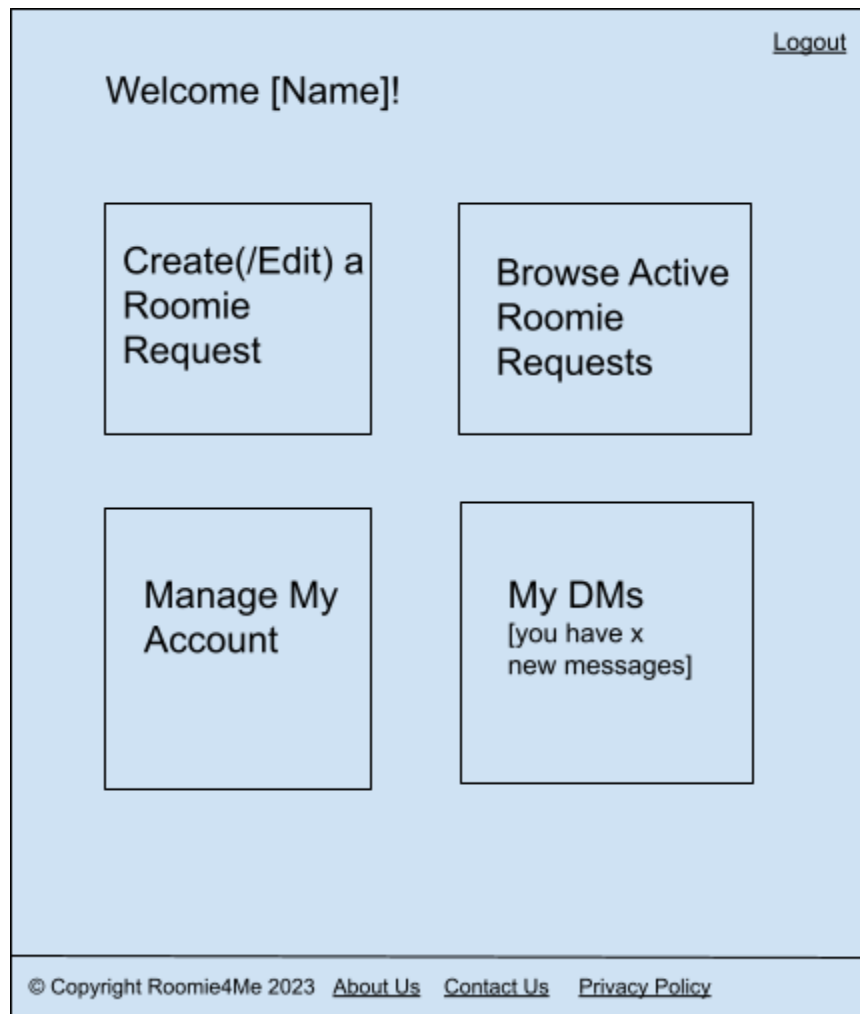 Logout
Welcome [Name]!
Create(/Edit) a
Roomie
Request
Browse Active
Roomie
Requests
Manage My
Account
My DMs
[you have x
new messages]
© Copyright Roomie4Me 2023 About Us Contact Us Privacy Policy